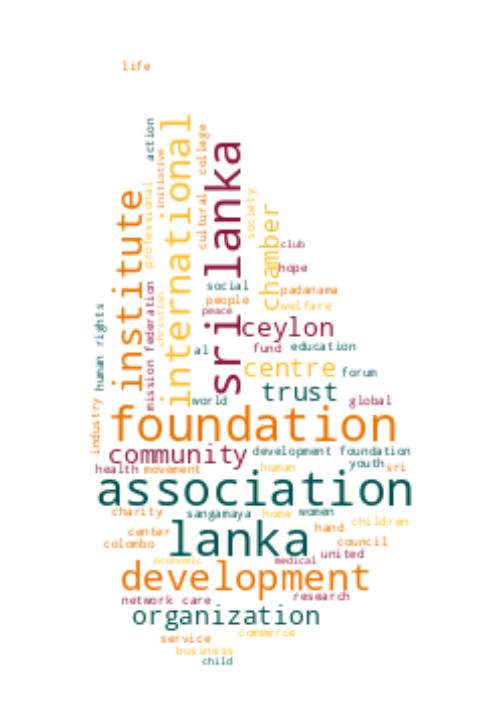 life
action
initiative
college
international
sri lanka
institute
professional
cultural
society
chamber
club
hope
social
padanama
people
welfare
peace
christian
federation
mission
human rights
ceylon
al
fund
education
centre
forum
trust
world
global
industry
foundation
community
development foundation
health
movement
human
youth
sri
association
charity
sangamaya
home
women
children
hand
lanka
center
colombo
council
united
economic
medical
development
network
care
research
organization
commerce
service
business
child